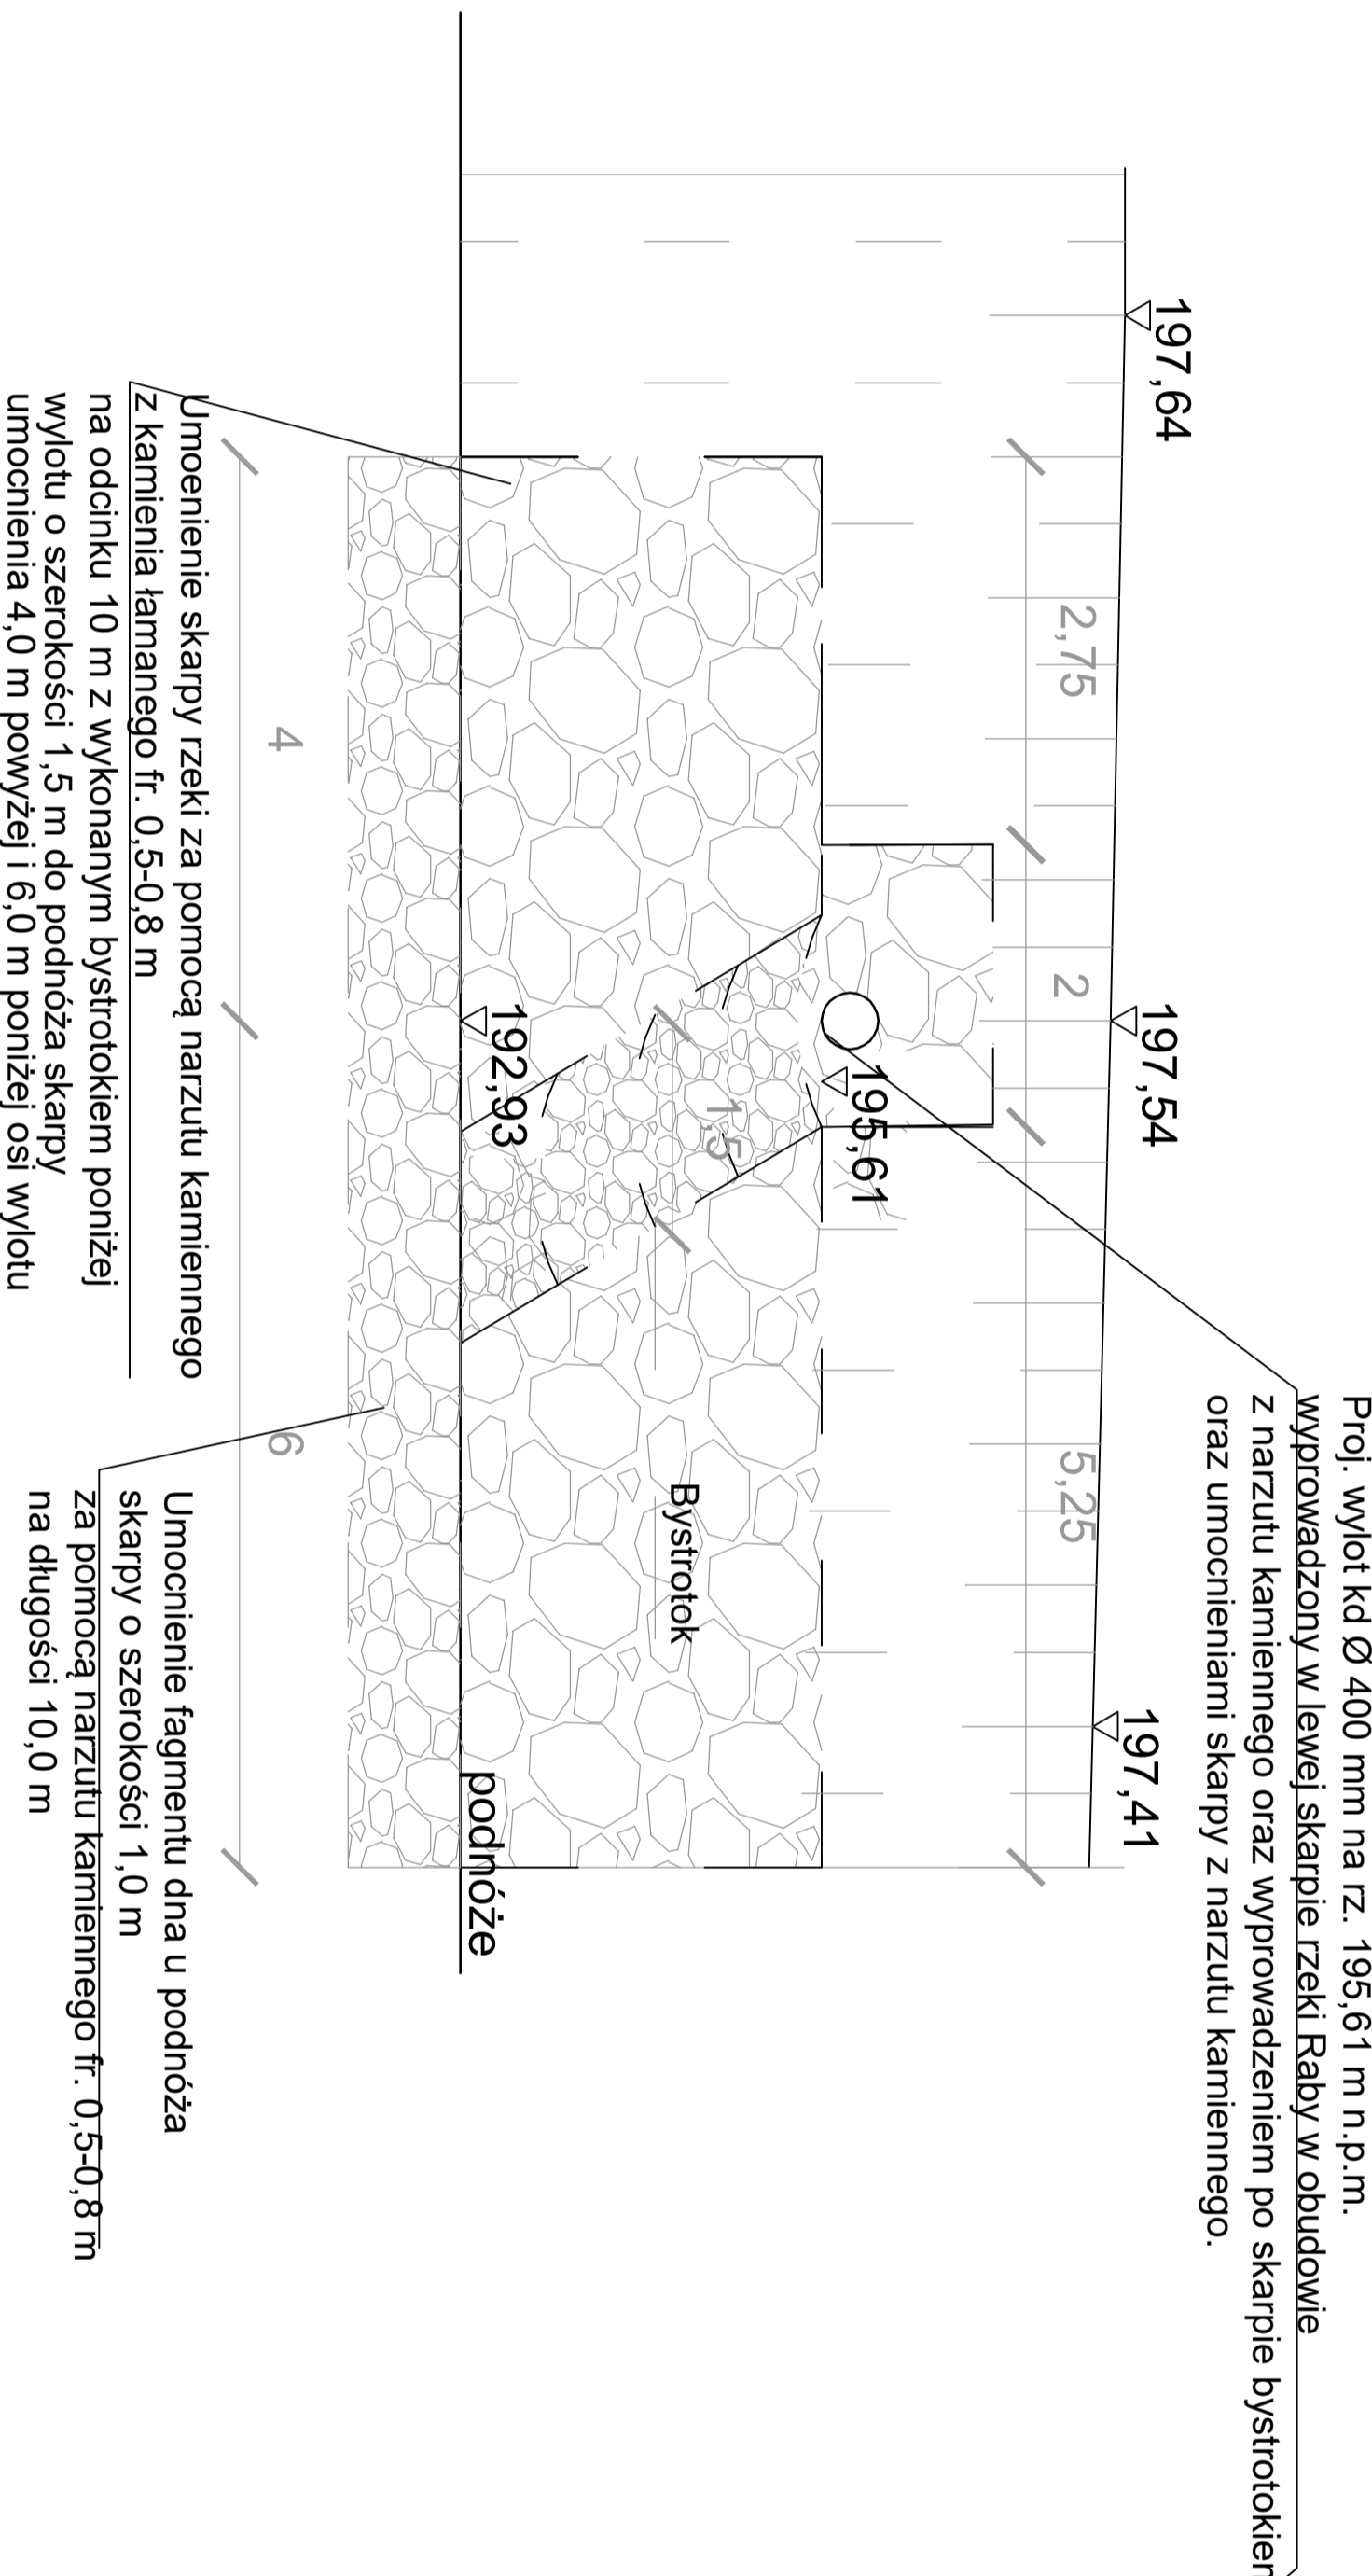 Proj. wylot kd Ø 400 mm na rz. 195,61 m n.p.m.
wyprowadzony w lewej skarpie rzeki Raby w obudowie
z narzutu kamiennego oraz wyprowadzeniem po skarpie
oraz umocnieniami skarpy z narzutu kamiennego.
197,64
197,54
197,41
2,75
2
5,25
195,61
1,5
Bystrotok
192,93
podnóże
4
6
Umoenienie skarpy rzeki za pomocą narzutu kamiennego
z kamienia łamanego fr. 0,5-0,8 m
na odcinku 10 m z wykonanym bystrotokiem poniżej
wylotu o szerokości 1,5 m do podnóża skarpy
umocnienia 4,0 m powyżej i 6,0 m poniżej osi wylotu
Umocnienie fagmentu dna u podnóża
skarpy o szerokości 1,0 m
za pomocą narzutu kamiennego fr. 0,5-0,8 m
na długości 10,0 m